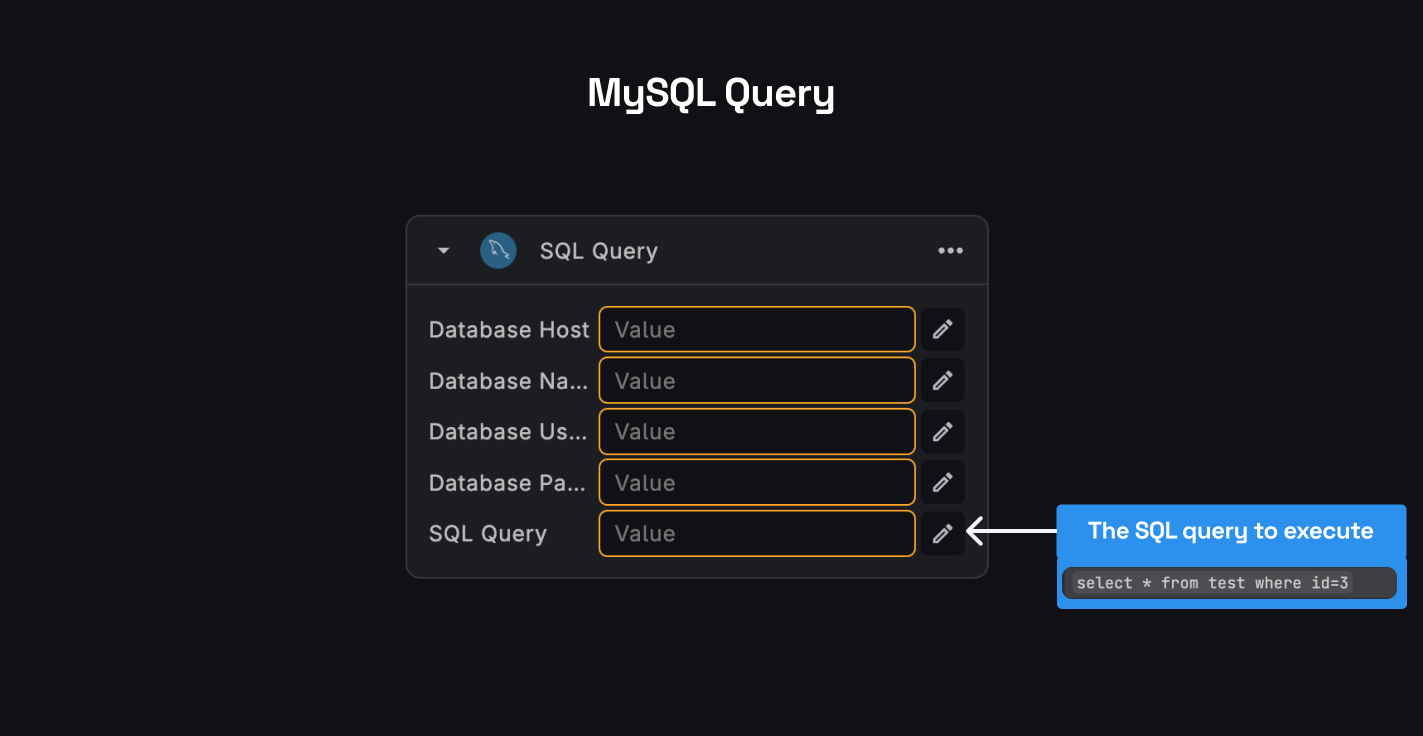 MySQL Query
SQL Query
Database Host Value
Database Na... Value
Database Us... Value
Database Pa... Value
SQL Query Value
The SQL query to execute
select * from test where id=3